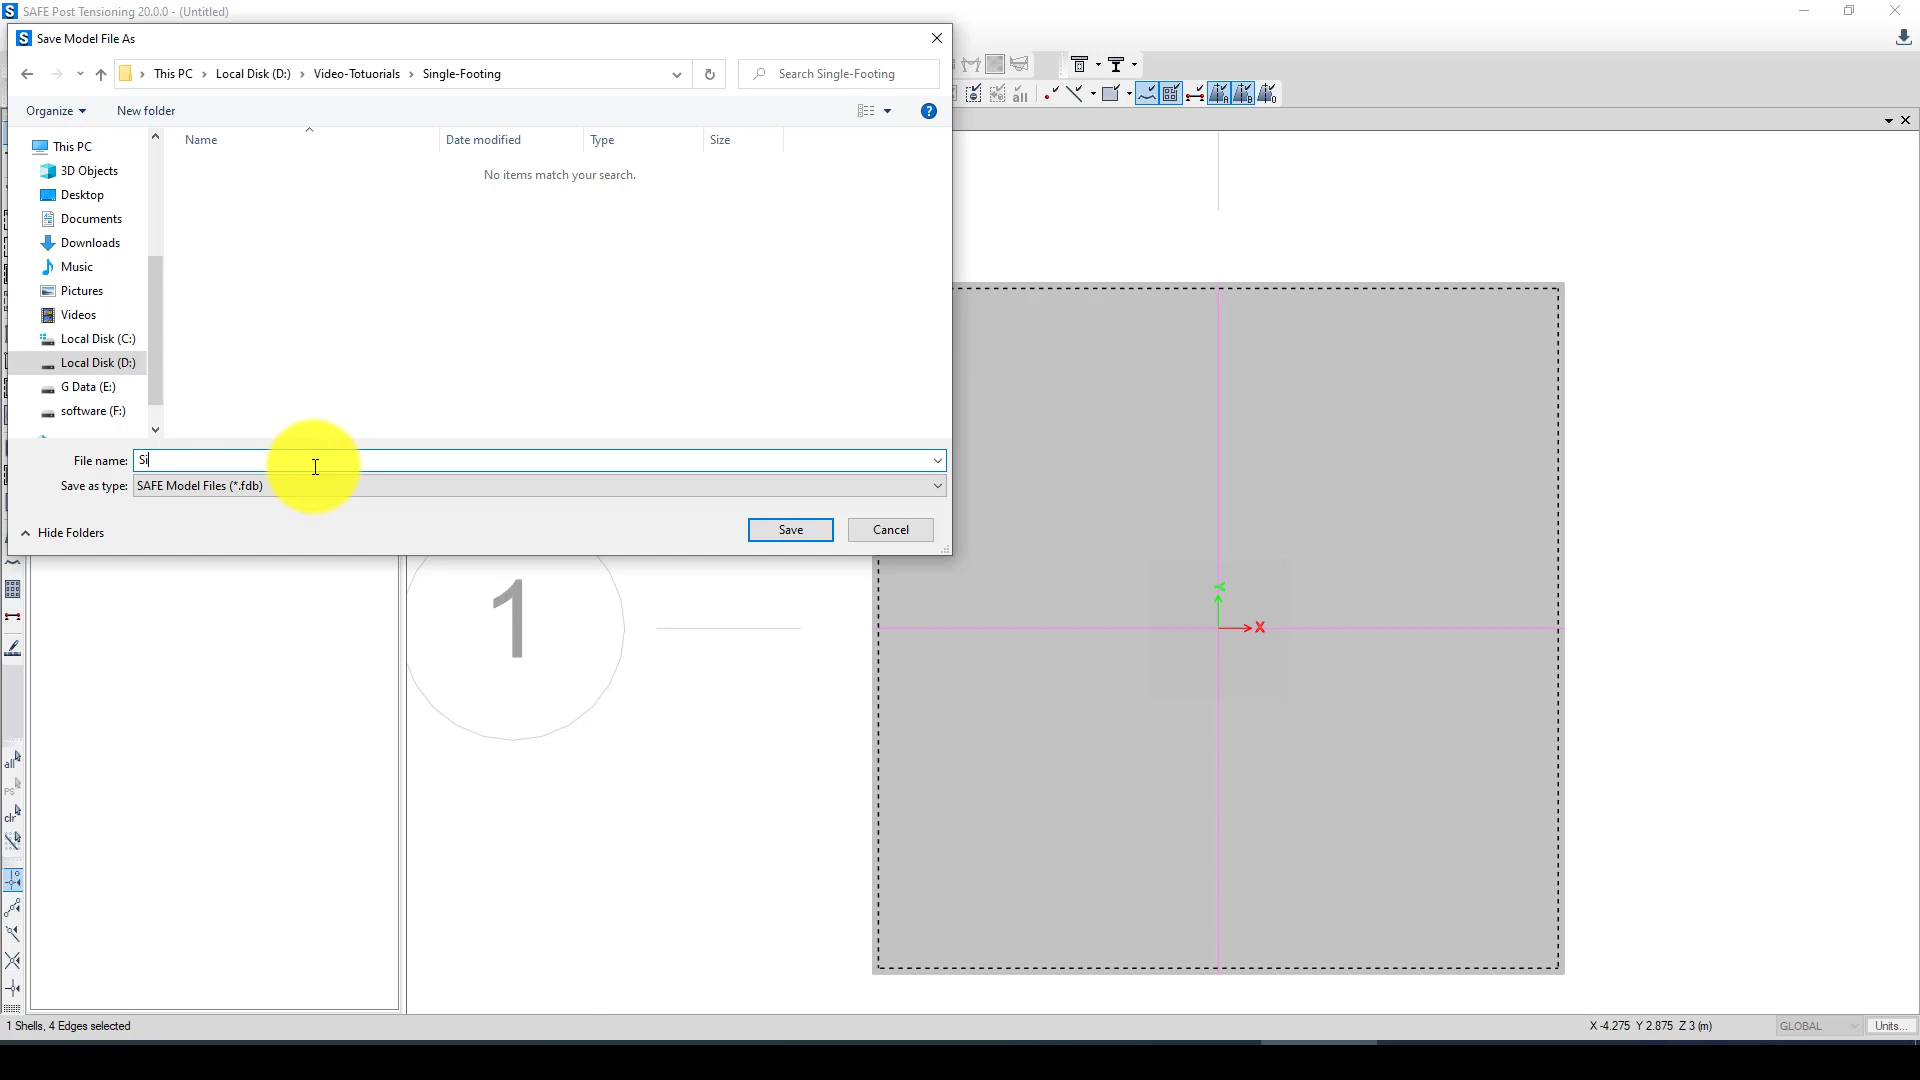 SAFE Post Tensioning 20.0.0 - (Untitled)
Save Model File As
This PC > Local Disk (D:) > Video-Totuorials > Single-Footing
Search Single-Footing
Organize
New folder
Name
Date modified
Type
Size
No items match your search.
This PC
3D Objects
Desktop
Documents
Downloads
Music
Pictures
Videos
Local Disk (C:)
Local Disk (D:)
G Data (E:)
software (F:)
File name: Si
Save as type: SAFE Model Files (*.fdb)
Hide Folders
Save
Cancel
all
1
Y
X
all
PS
clr
1 Shells, 4 Edges selected
X -4.275 Y 2.875 Z 3 (m)
GLOBAL
Units...